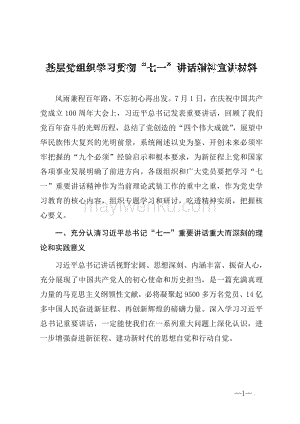 基层党组织学习贯彻“七一”讲话精神宣讲材料
风雨兼程百年路，不忘初心再出发。7 月 1 日，在庆祝中国共产
党成立 100 周年大会上，习近平总书记发表重要讲话，回顾了我们
党百年奋斗的光辉历程，总结了党创造的“四个伟大成就”，展望中
华民族伟大复兴的光明前景，系统阐述以史为鉴、开创未来必须牢
牢把握的“九个必须”经验启示和根本要求，为新征程上党和国家
各项事业发展明确了前进方向。各级组织和广大党员要把学习“七
一”重要讲话精神作为当前理论武装工作的重中之重，作为党史学
习教育的核心内容，组织专题学习和研讨，吃透精神实质，把握核
心要义。
一、充分认清习近平总书记“七一”重要讲话重大而深刻的理
论和实践意义
习近平总书记讲话视野宏阔、思想深刻、内涵丰富、振奋人心，
充分展现了中国共产党人的初心使命和历史担当，是一篇充满真理
力量的马克思主义纲领性文献，必将凝聚起 9500 多万名党员、14 亿
多中国人民奋进新征程、再创新辉煌的磅礴力量。深入学习习近平
总书记重要讲话，一定能使我们在一系列重大问题上深化认识，进
一步增强奋进新征程、建功新时代的思想自觉和行动自觉。
—1—